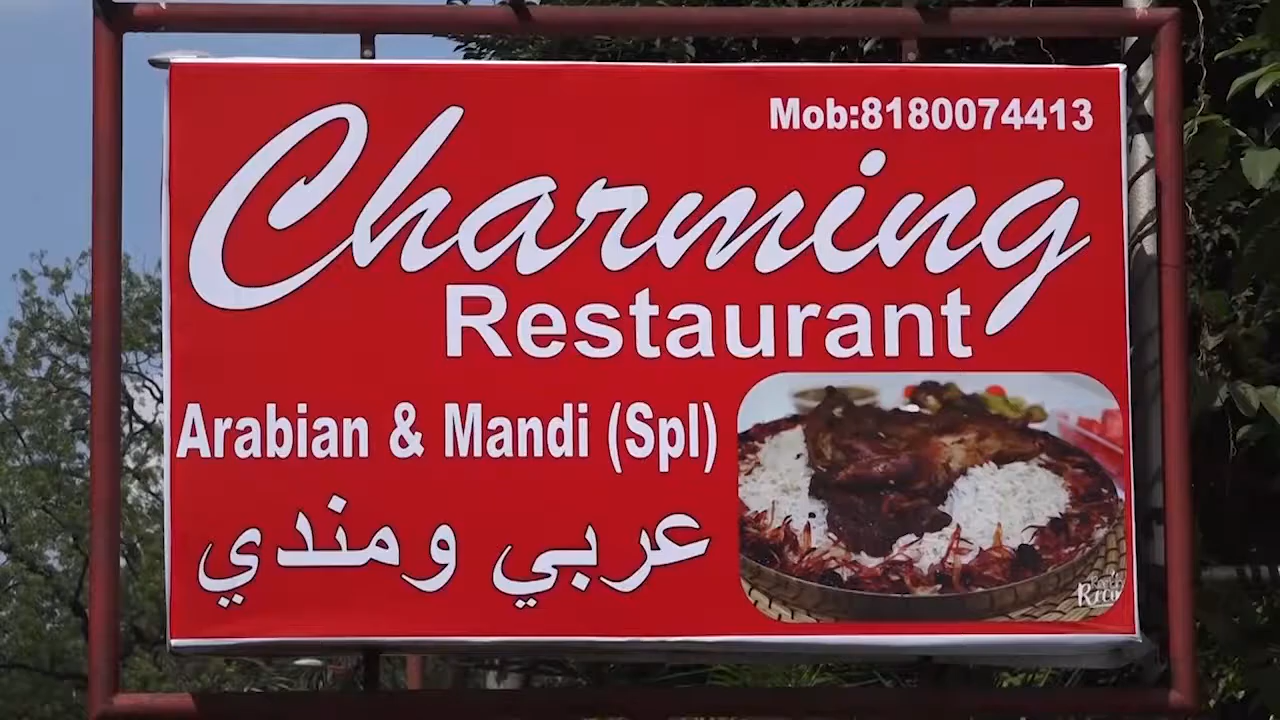 Mob:8180074413
Charming
Restaurant
Arabian & Mandi (Spl)
عربي ومندي